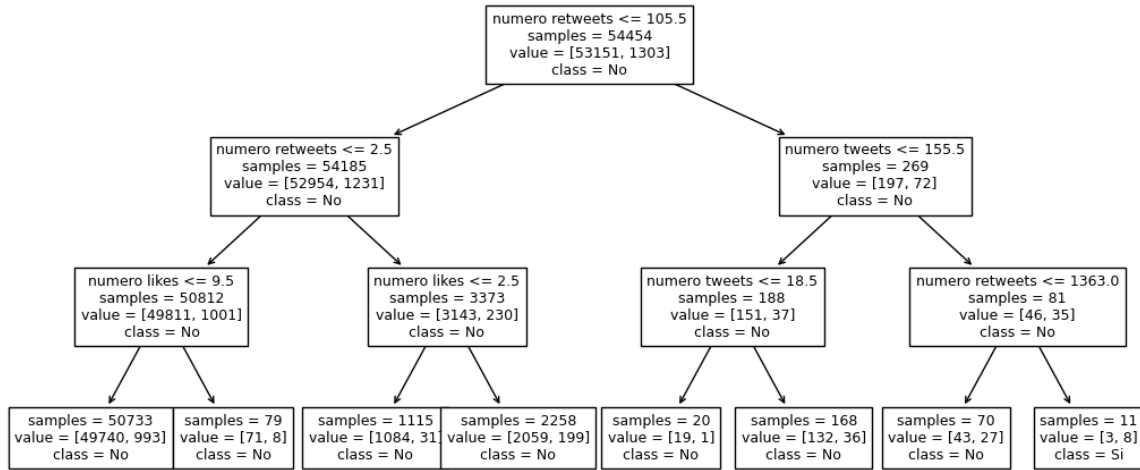 numero retweets <= 105.5
samples = 54454
value = [53151, 1303]
class = No
numero retweets <= 2.5
samples = 54185
value = [52954, 1231]
class = No
numero tweets <= 155.5
samples = 269
value = [197, 72]
class = No
numero likes <= 9.5
samples = 50812
value = [49811, 1001]
class = No
numero likes <= 2.5
samples = 3373
value = [3143, 230]
class = No
numero tweets <= 18.5
samples = 188
value = [151, 37]
class = No
numero retweets <= 1363.0
samples = 81
value = [46, 35]
class = No
samples = 50733
value = [49740, 993]
class = No
samples = 79
value = [71, 8]
class = No
samples = 1115
value = [1084, 31]
class = No
samples = 2258
value = [2059, 199]
class = No
samples = 20
value = [19, 1]
class = No
samples = 168
value = [132, 36]
class = No
samples = 70
value = [43, 27]
class = No
samples = 11
value = [3, 8]
class = Si